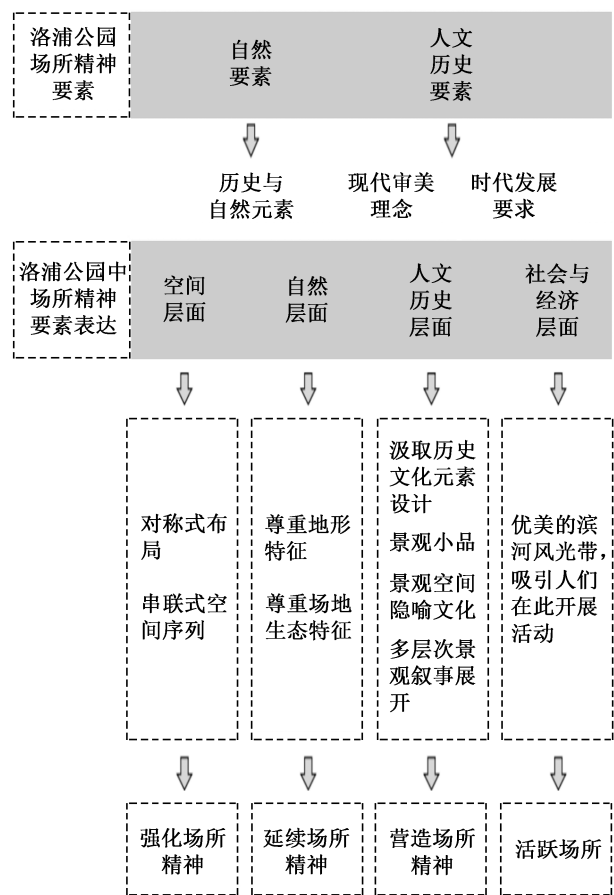 洛浦公园
场所精神
要素
自然
要素
人文
历史
要素
历史与
自然元素
现代审美
理念
时代发展
要求
洛浦公园中
场所精神
要素表达
空间
层面
自然
层面
人文
历史
层面
社会与
经济
层面
对称式布
局
串联式空
间序列
尊重地形
特征
尊重场地
生态特征
汲取历史
文化元素
设计
景观小品
景观空间
隐喻文化
多层次景
观叙事展
开
优美的滨
河风光带，
吸引人们
在此开展
活动
强化场所
精神
延续场所
精神
营造场所
精神
活跃场所